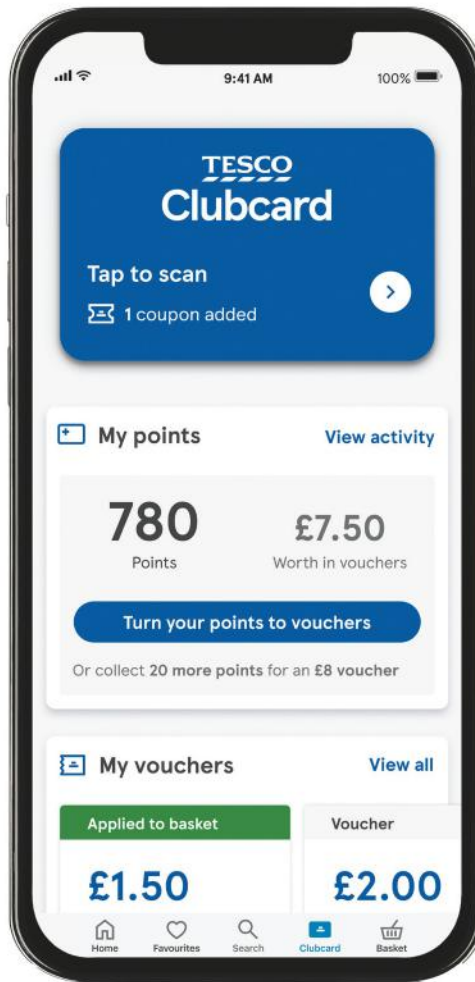 9:41 AM 100%
TESCO
Clubcard
Tap to scan
1 coupon added
My points View activity
780 £7.50
Points Worth in vouchers
Turn your points to vouchers
Or collect 20 more points for an £8 voucher
My vouchers View all
Applied to basket Voucher
£1.50 £2.00
Home Favourites Search Clubcard Basket